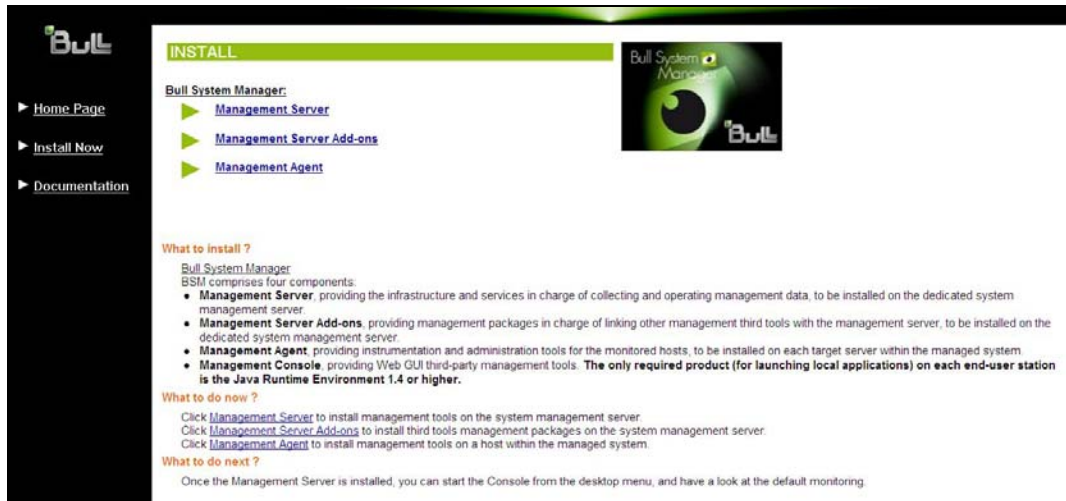 Bull
Home Page
Install Now
Documentation
INSTALL
Bull System Manager
Bull
Bull System Manager:
Management Server
Management Server Add-ons
Management Agent
What to install ?
Bull System Manager
BSM comprises four components:
• Management Server, providing the infrastructure and services in charge of collecting and operating management data, to be installed on the dedicated system
management server.
• Management Server Add-ons, providing management packages in charge of linking other management third tools with the management server, to be installed on the
dedicated system management server.
• Management Agent, providing instrumentation and administration tools for the monitored hosts, to be installed on each target server within the managed system.
• Management Console, providing Web GUI third-party management tools. The only required product (for launching local applications) on each end-user station
is the Java Runtime Environment 1.4 or higher.
What to do now ?
Click Management Server to install management tools on the system management server.
Click Management Server Add-ons to install third tools management packages on the system management server.
Click Management Agent to install management tools on a host within the managed system.
What to do next ?
Once the Management Server is installed, you can start the Console from the desktop menu, and have a look at the default monitoring.